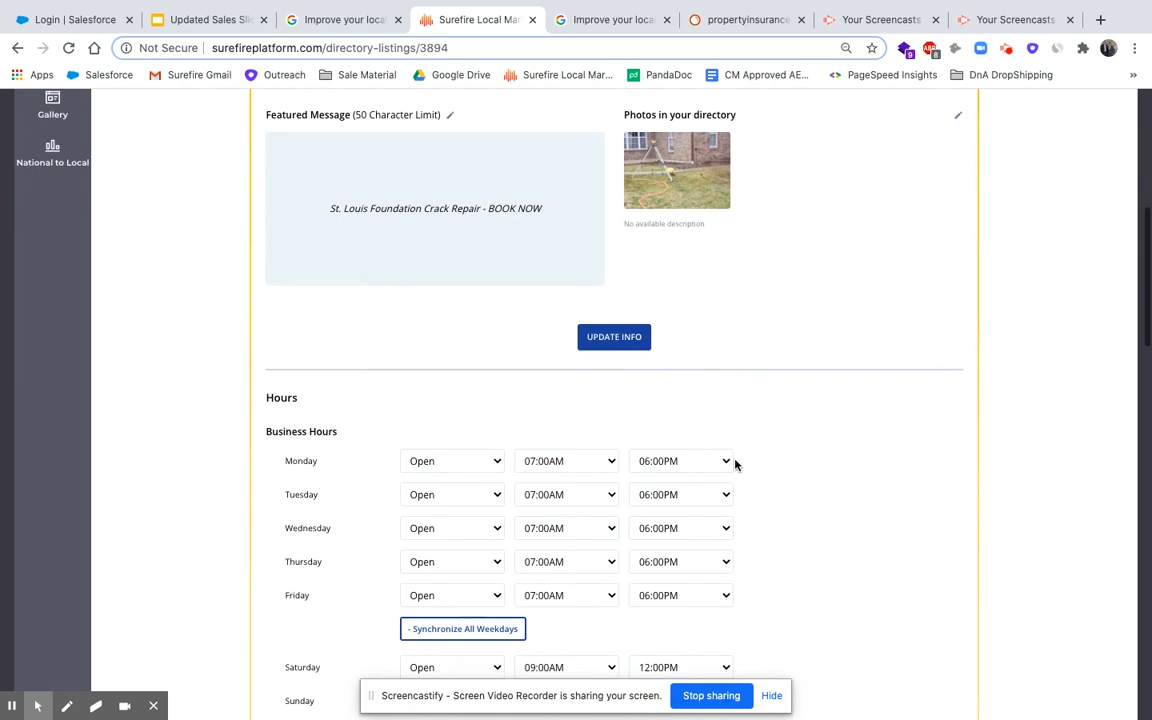 Login | Salesforce
Updated Sales Sli
Improve your local
Surefire Local Mar
Improve your local
propertyinsurance
Your Screencasts
Your Screencasts
Not Secure | surefireplatform.com/directory-listings/3894
9
8
Apps
Salesforce
Surefire Gmail
Outreach
Sale Material
Google Drive
Surefire Local Mar...
PandaDoc
CM Approved AE...
PageSpeed Insights
DnA DropShipping
»
Gallery
National to Local
Featured Message (50 Character Limit)
Photos in your directory
St. Louis Foundation Crack Repair - BOOK NOW
No available description
UPDATE INFO
Hours
Business Hours
Monday Open 07:00AM 06:00PM
Tuesday Open 07:00AM 06:00PM
Wednesday Open 07:00AM 06:00PM
Thursday Open 07:00AM 06:00PM
Friday Open 07:00AM 06:00PM
- Synchronize All Weekdays
Saturday Open 09:00AM 12:00PM
Sunday
Screencastify - Screen Video Recorder is sharing your screen.
Stop sharing
Hide